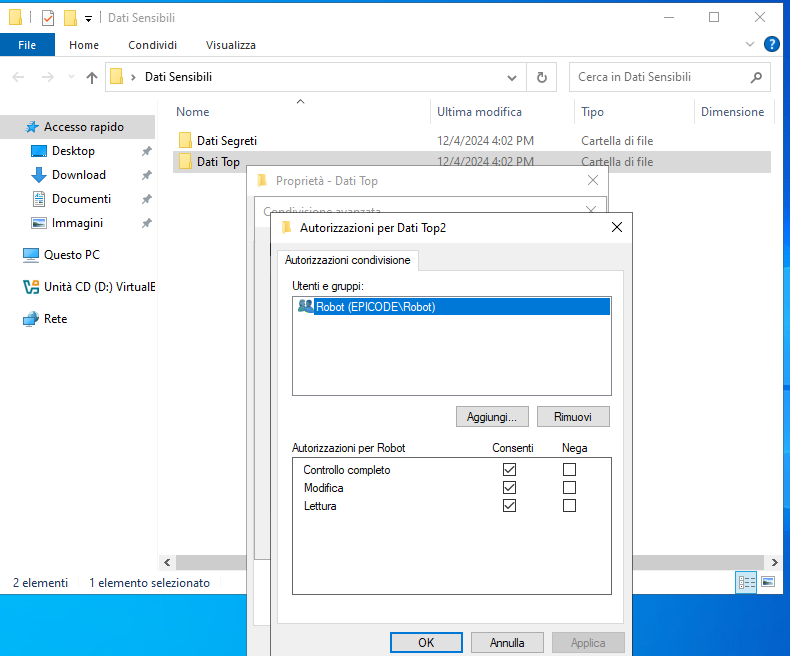 Dati Sensibili
File Home Condividi Visualizza
Dati Sensibili
Cerca in Dati Sensibili
Nome Ultima modifica Tipo Dimensione
Accesso rapido
Desktop
Download
Documenti
Immagini
Questo PC
Unità CD (D:) VirtualB
Rete
Dati Segreti 12/4/2024 4:02 PM Cartella di file
Dati Top 12/4/2024 4:02 PM Cartella di file
Proprietà - Dati Top
Condivisione avanzata
Autorizzazioni per Dati Top2
Autorizzazioni condivisione
Utenti e gruppi:
Robot (EPICODE\Robot)
Aggiungi... Rimuovi
Autorizzazioni per Robot Consenti Nega
Controllo completo
Modifica
Lettura
OK Annulla Applica
2 elementi 1 elemento selezionato